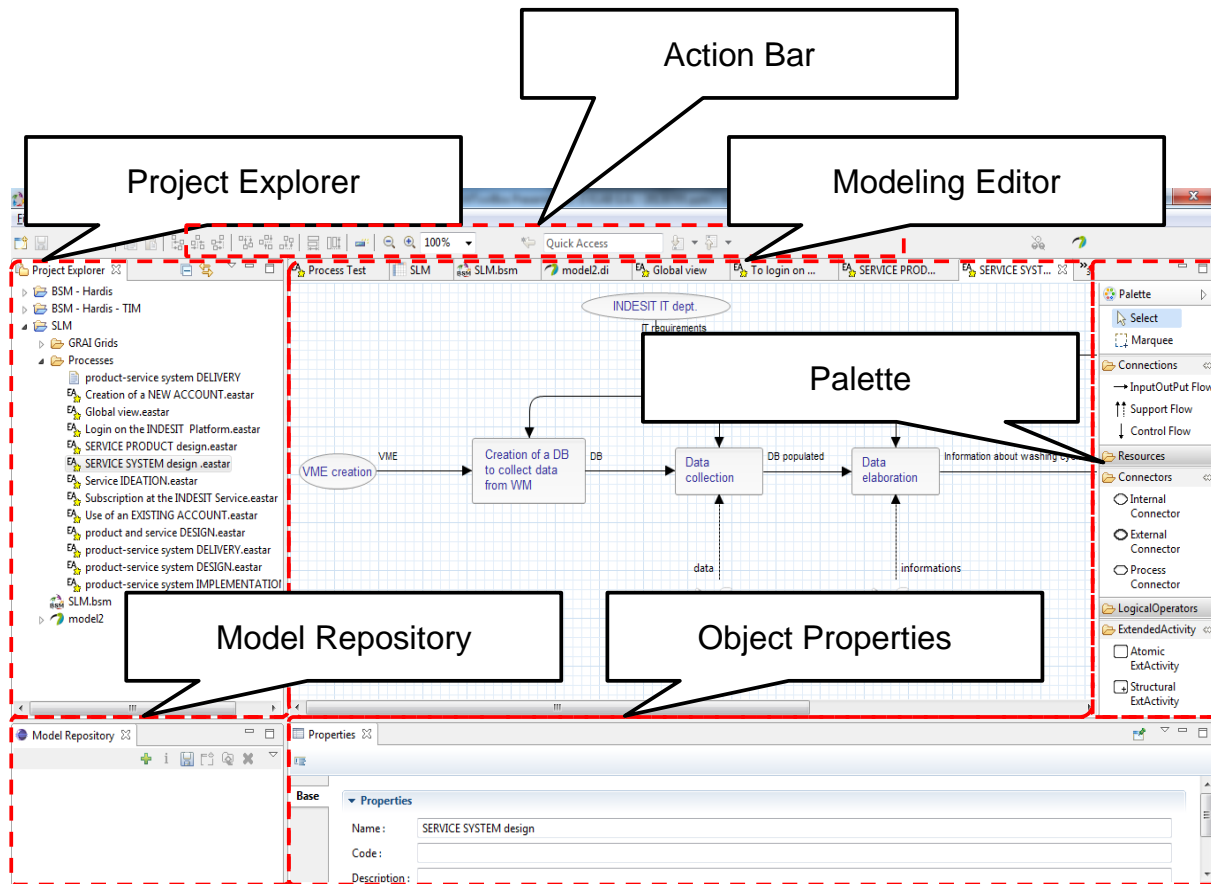 Action Bar
Project Explorer
Modeling Editor
100%
Quick Access
Project Explorer
BSM - Hardis
BSM - Hardis - TIM
SLM
GRAI Grids
Processes
product-service system DELIVERY
Creation of a NEW ACCOUNT.eastar
Global view.eastar
Login on the INDESIT Platform.eastar
SERVICE PRODUCT design.eastar
SERVICE SYSTEM design .eastar
Service IDEATION.eastar
Subscription at the INDESIT Service.eastar
Use of an EXISTING ACCOUNT.eastar
product and service DESIGN.eastar
product-service system DELIVERY.eastar
product-service system DESIGN.eastar
product-service system IMPLEMENTATION
SLM.bsm
model2
Process Test SLM SLM.bsm model2.di Global view To login on ... SERVICE PROD... SERVICE SYST...
INDESIT IT dept.
IT requirements
Palette
VME creation
VME
Creation of a DB
to collect data
from WM
DB
Data
collection
DB populated
Data
elaboration
Information about washing
data
informations
Palette
Select
Marquee
Connections
InputOutPut Flow
Support Flow
Control Flow
Resources
Connectors
Internal
Connector
External
Connector
Process
Connector
LogicalOperators
ExtendedActivity
Atomic
ExtActivity
Structural
ExtActivity
Model Repository
Object Properties
Model Repository
Properties
Base
Properties
Name :
SERVICE SYSTEM design
Code :
Description :